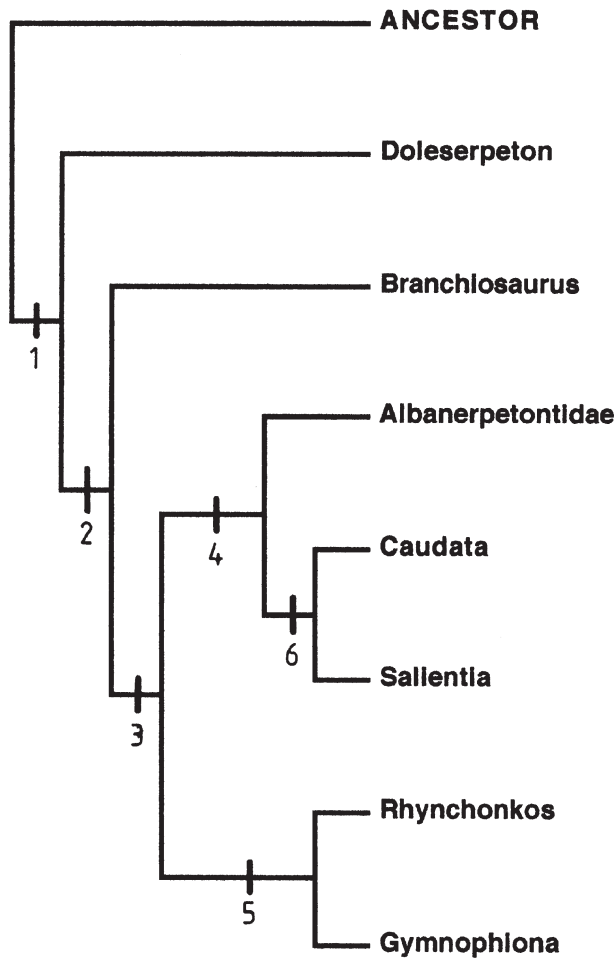 ANCESTOR
Doleserpeton
Branchiosaurus
1
Albanerpetontidae
2
4
Caudata
6
Salientia
3
Rhynchonkos
5
Gymnophiona